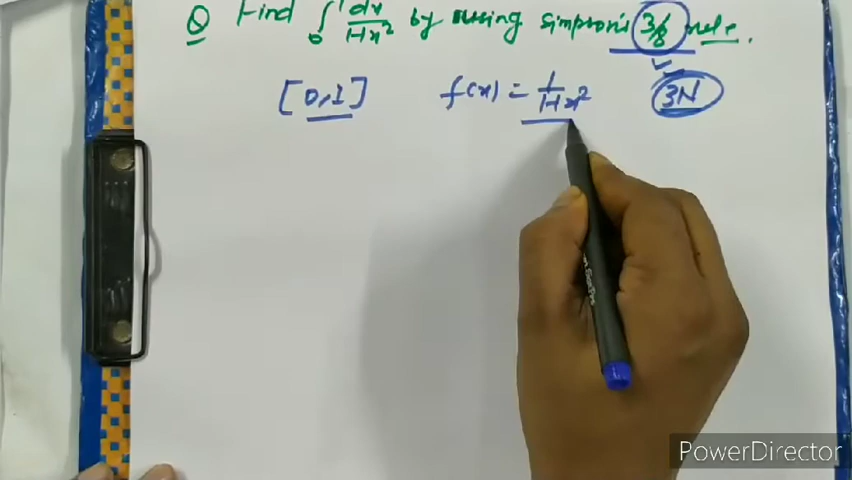 Q Find ∫₀¹ dx/1+x² by using simpson's 3/8 rule.
[0,1] f(x) = 1/1+x² 3N
PowerDirector